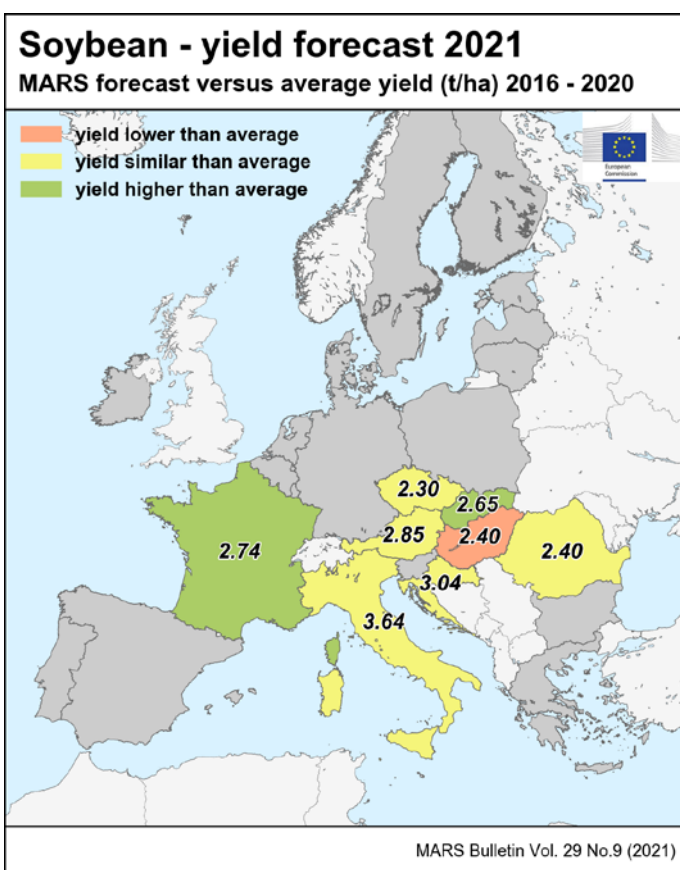 Soybean - yield forecast 2021
MARS forecast versus average yield (t/ha) 2016 - 2020
yield lower than average
yield similar than average
yield higher than average
European
Commission
2.30
2.65
2.85
2.40
2.74
2.40
3.04
3.64
MARS Bulletin Vol. 29 No.9 (2021)